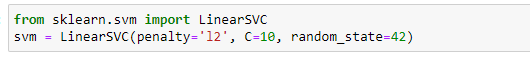 from sklearn.svm import LinearSVC
svm = LinearSVC(penalty='l2', C=10, random_state=42)